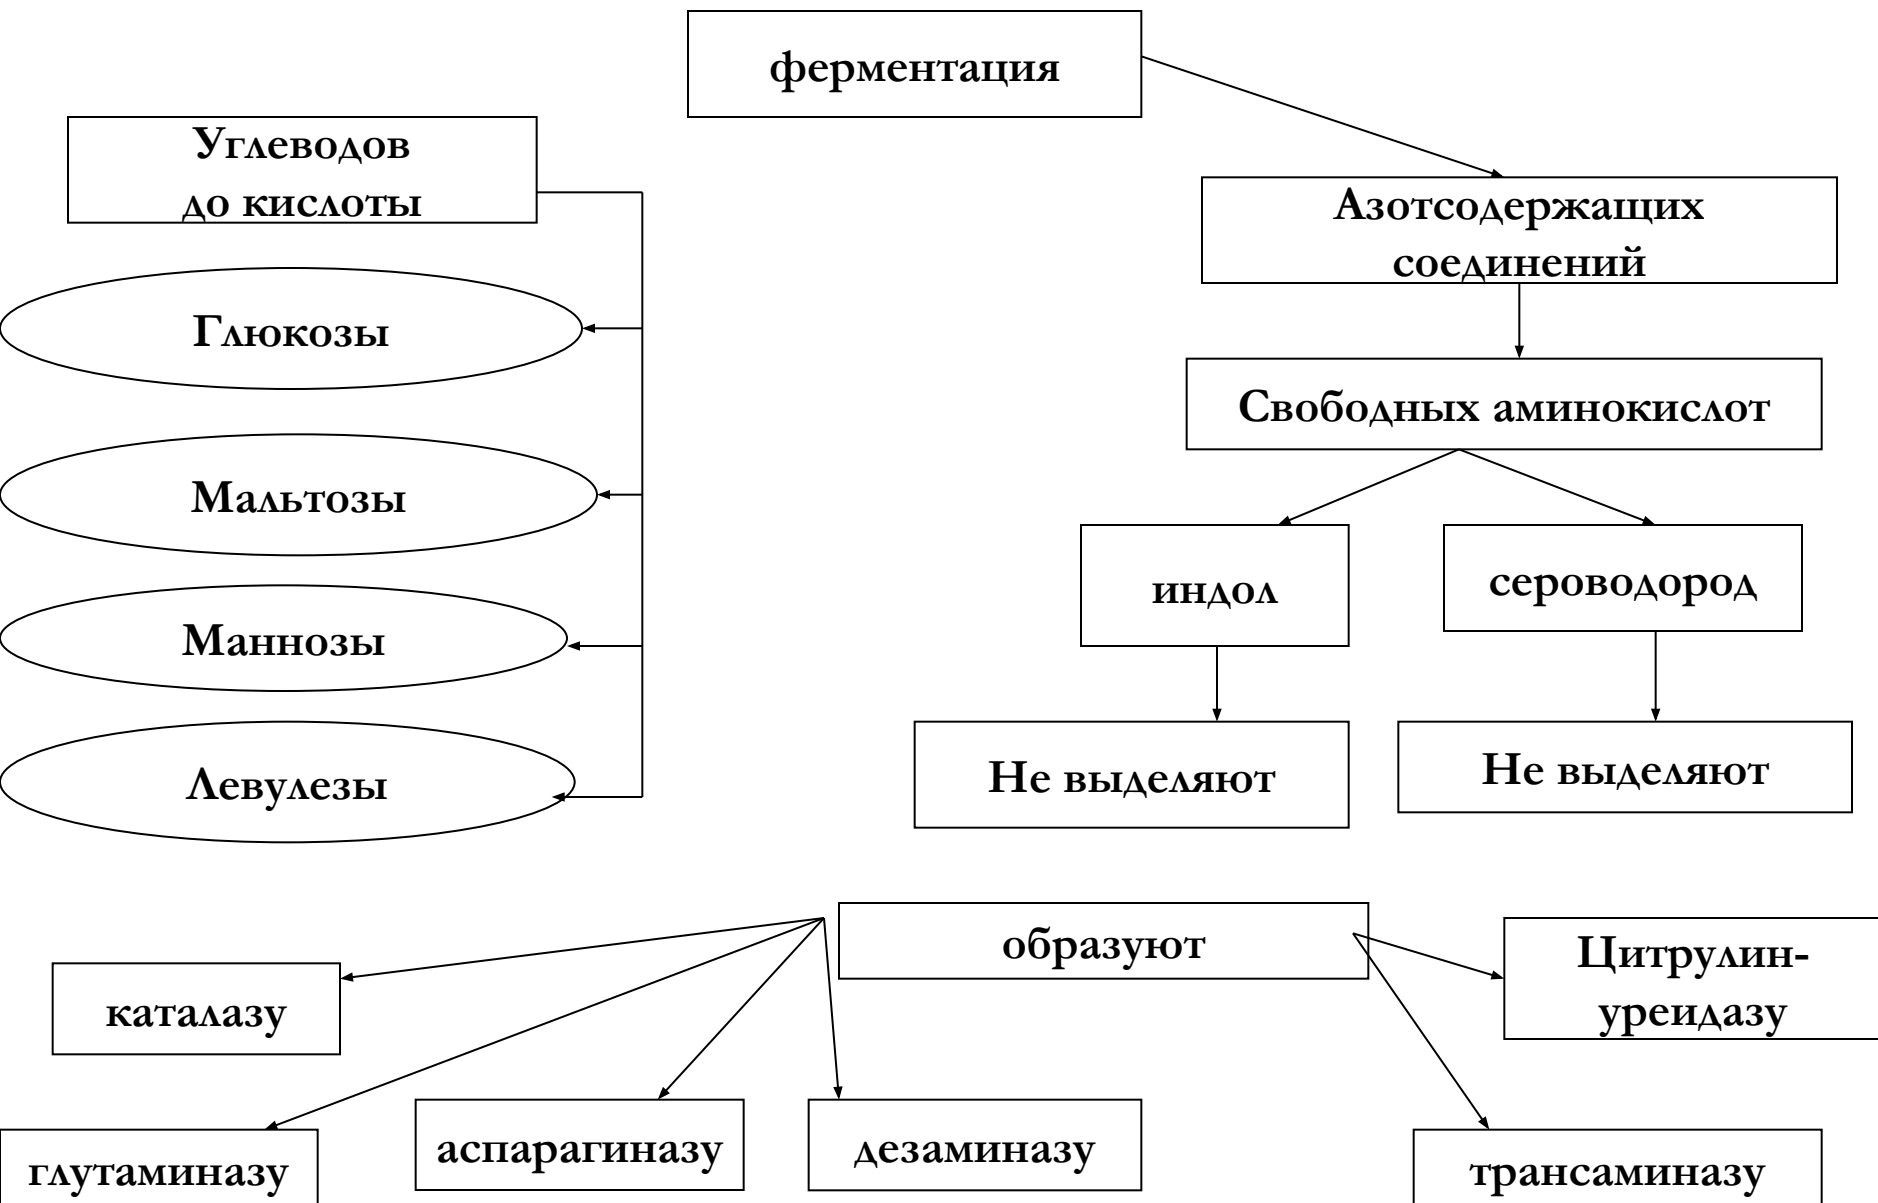 ферментация
Углеводов
до кислоты
Азотсодержащих
соединений
Глюкозы
Свободных аминокислот
Мальтозы
индол
сероводород
Маннозы
Не выделяют
Не выделяют
Левулезы
образуют
Цитрулин-
уреидазу
каталазу
глутаминазу
аспарагиназу
дезаминазу
трансаминазу